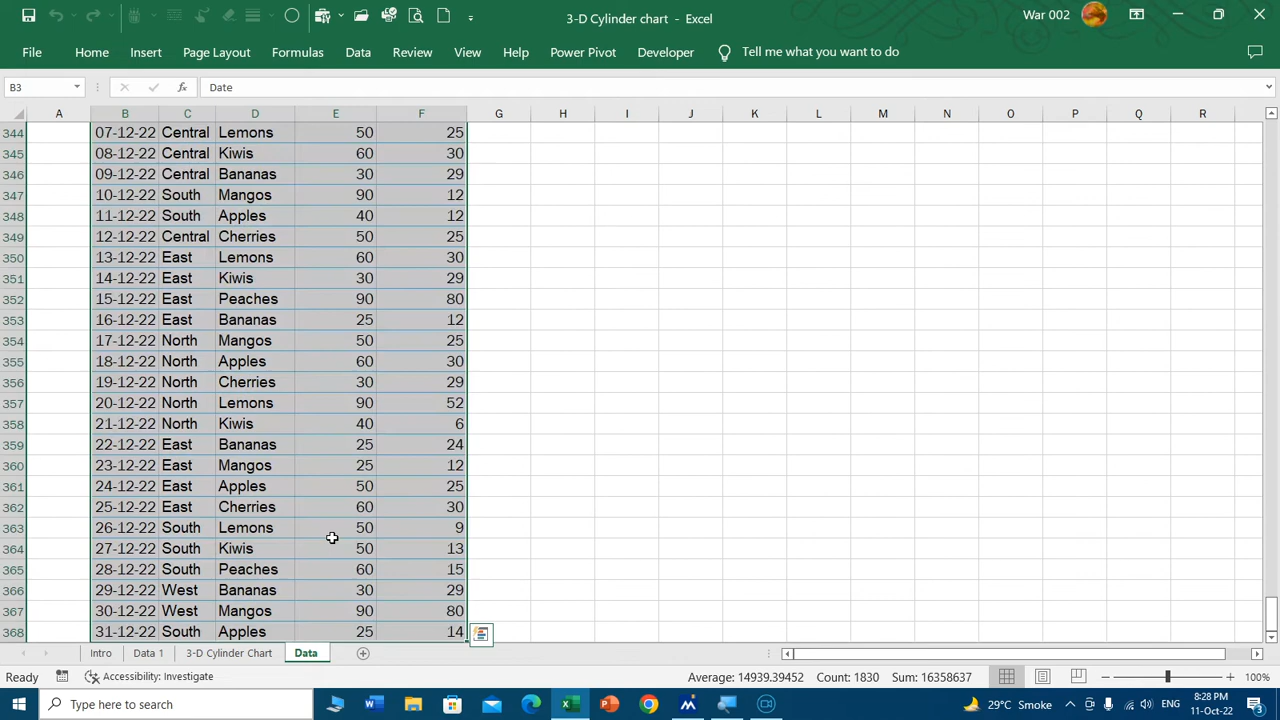 3-D Cylinder chart - Excel
War 002
File Home Insert Page Layout Formulas Data Review View Help Power Pivot Developer Tell me what you want to do
B3 fx Date
A B C D E F G H I J K L M N O P Q R
344 07-12-22 Central Lemons 50 25
345 08-12-22 Central Kiwis 60 30
346 09-12-22 Central Bananas 30 29
347 10-12-22 South Mangos 90 12
348 11-12-22 South Apples 40 12
349 12-12-22 Central Cherries 50 25
350 13-12-22 East Lemons 60 30
351 14-12-22 East Kiwis 30 29
352 15-12-22 East Peaches 90 80
353 16-12-22 East Bananas 25 12
354 17-12-22 North Mangos 50 25
355 18-12-22 North Apples 60 30
356 19-12-22 North Cherries 30 29
357 20-12-22 North Lemons 90 52
358 21-12-22 North Kiwis 40 6
359 22-12-22 East Bananas 25 24
360 23-12-22 East Mangos 25 12
361 24-12-22 East Apples 50 25
362 25-12-22 East Cherries 60 30
363 26-12-22 South Lemons 50 9
364 27-12-22 South Kiwis 50 13
365 28-12-22 South Peaches 60 15
366 29-12-22 West Bananas 30 29
367 30-12-22 West Mangos 90 80
368 31-12-22 South Apples 25 14
Intro Data 1 3-D Cylinder Chart Data
Ready Accessibility: Investigate Average: 14939.39452 Count: 1830 Sum: 16358637 100%
Type here to search 29°C Smoke ENG 8:28 PM
11-Oct-22